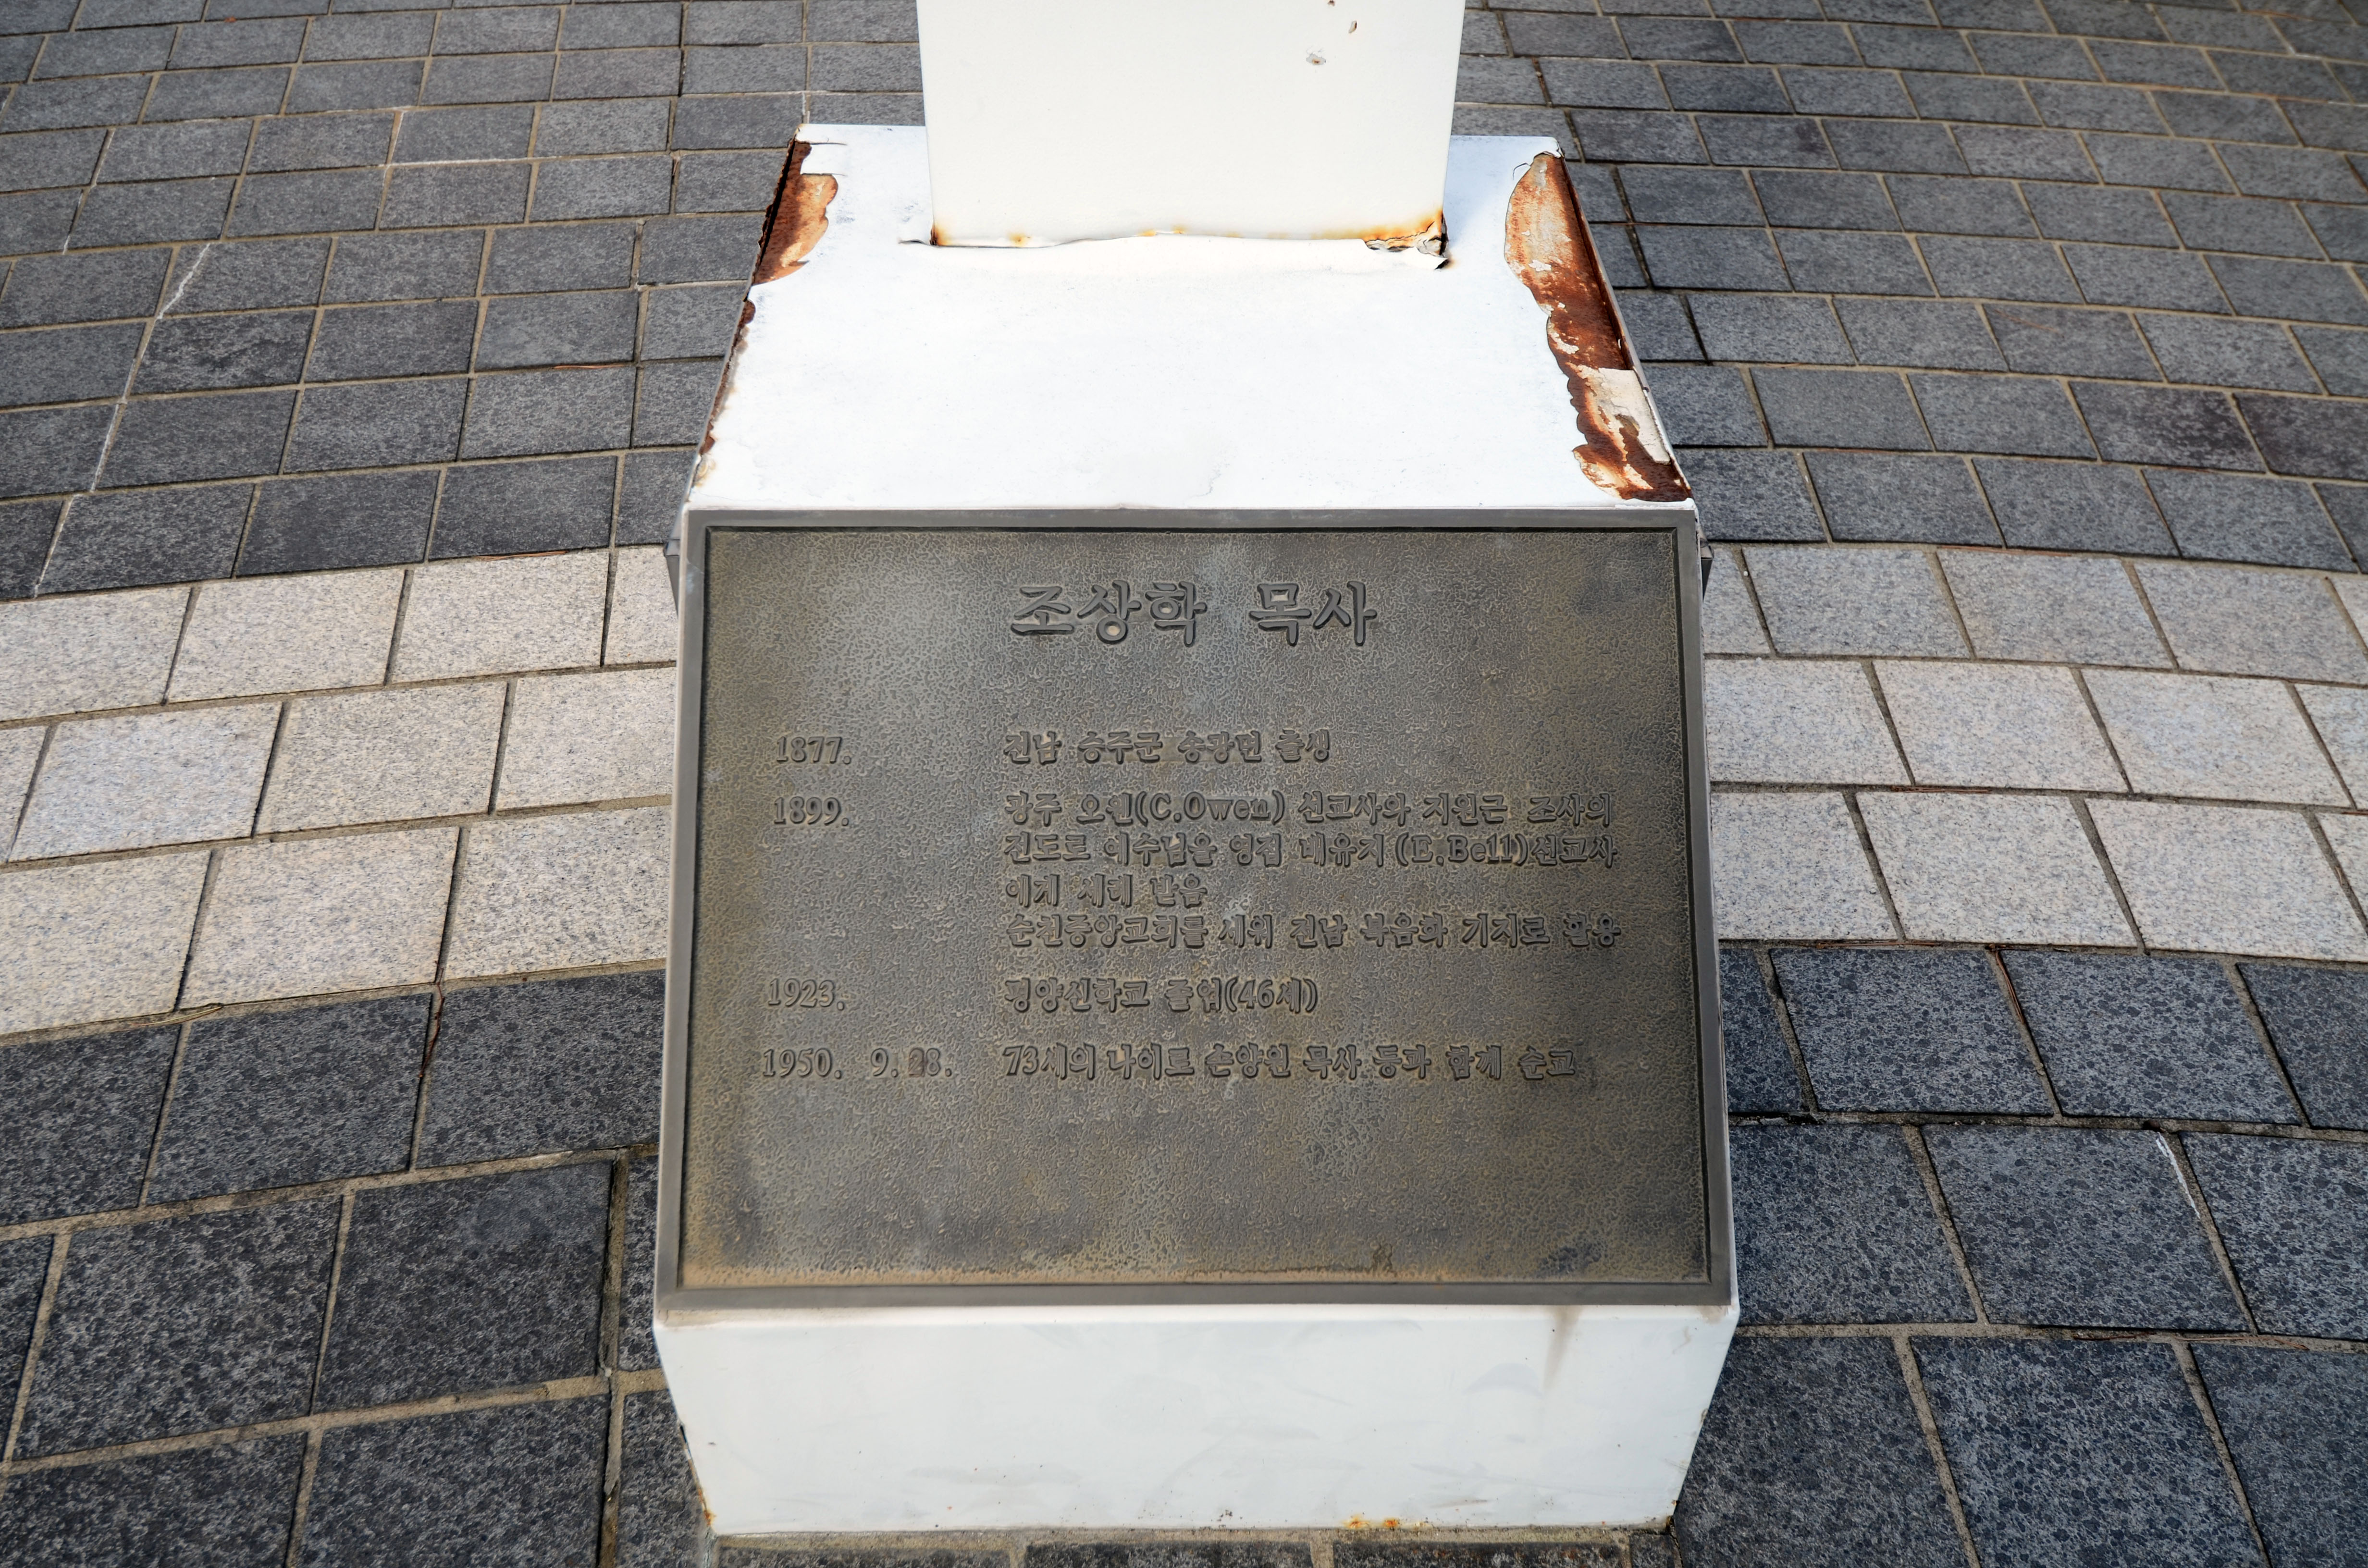 조상학 목사
1877. 전남 승주군 송광면 출생
1899. 광주 오웬(C.Owen) 선교사와 지원근 조사의
전도로 예수님을 영접 배유지(E.Bell)선교사
에게 세례 받음
순천중앙교회를 세워 전남 복음화 기지로 활용
1923. 평양신학교 졸업(46세)
1950. 9. 28. 73세의 나이로 손양원 목사 등과 함께 순교